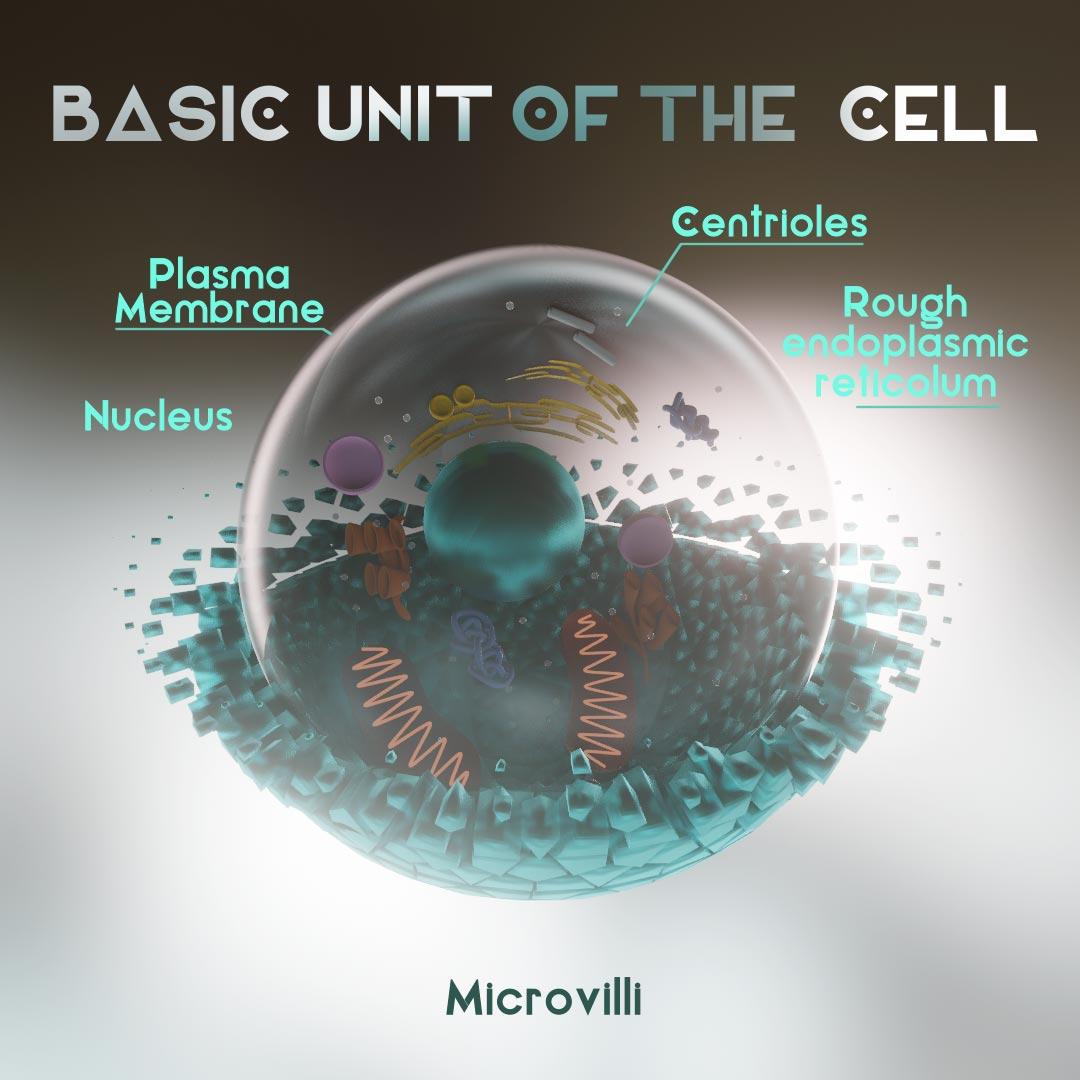 BASIC UNIT OF THE CELL
Centrioles
Plasma
Membrane
Rough
endoplasmic
reticolum
Nucleus
Microvilli